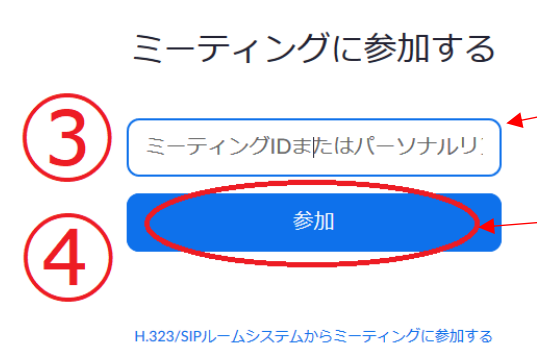 ミーティングに参加する
③
ミーティングIDまたはパーソナルリ
参加
④
H.323/SIPルームシステムからミーティングに参加する